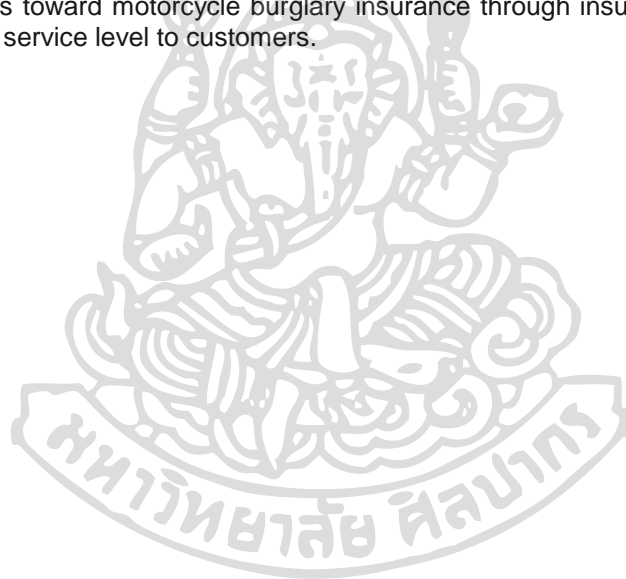 s toward motorcycle burglary insurance through insu
service level to customers.
มหาวิทยาลัย ศิลปากร